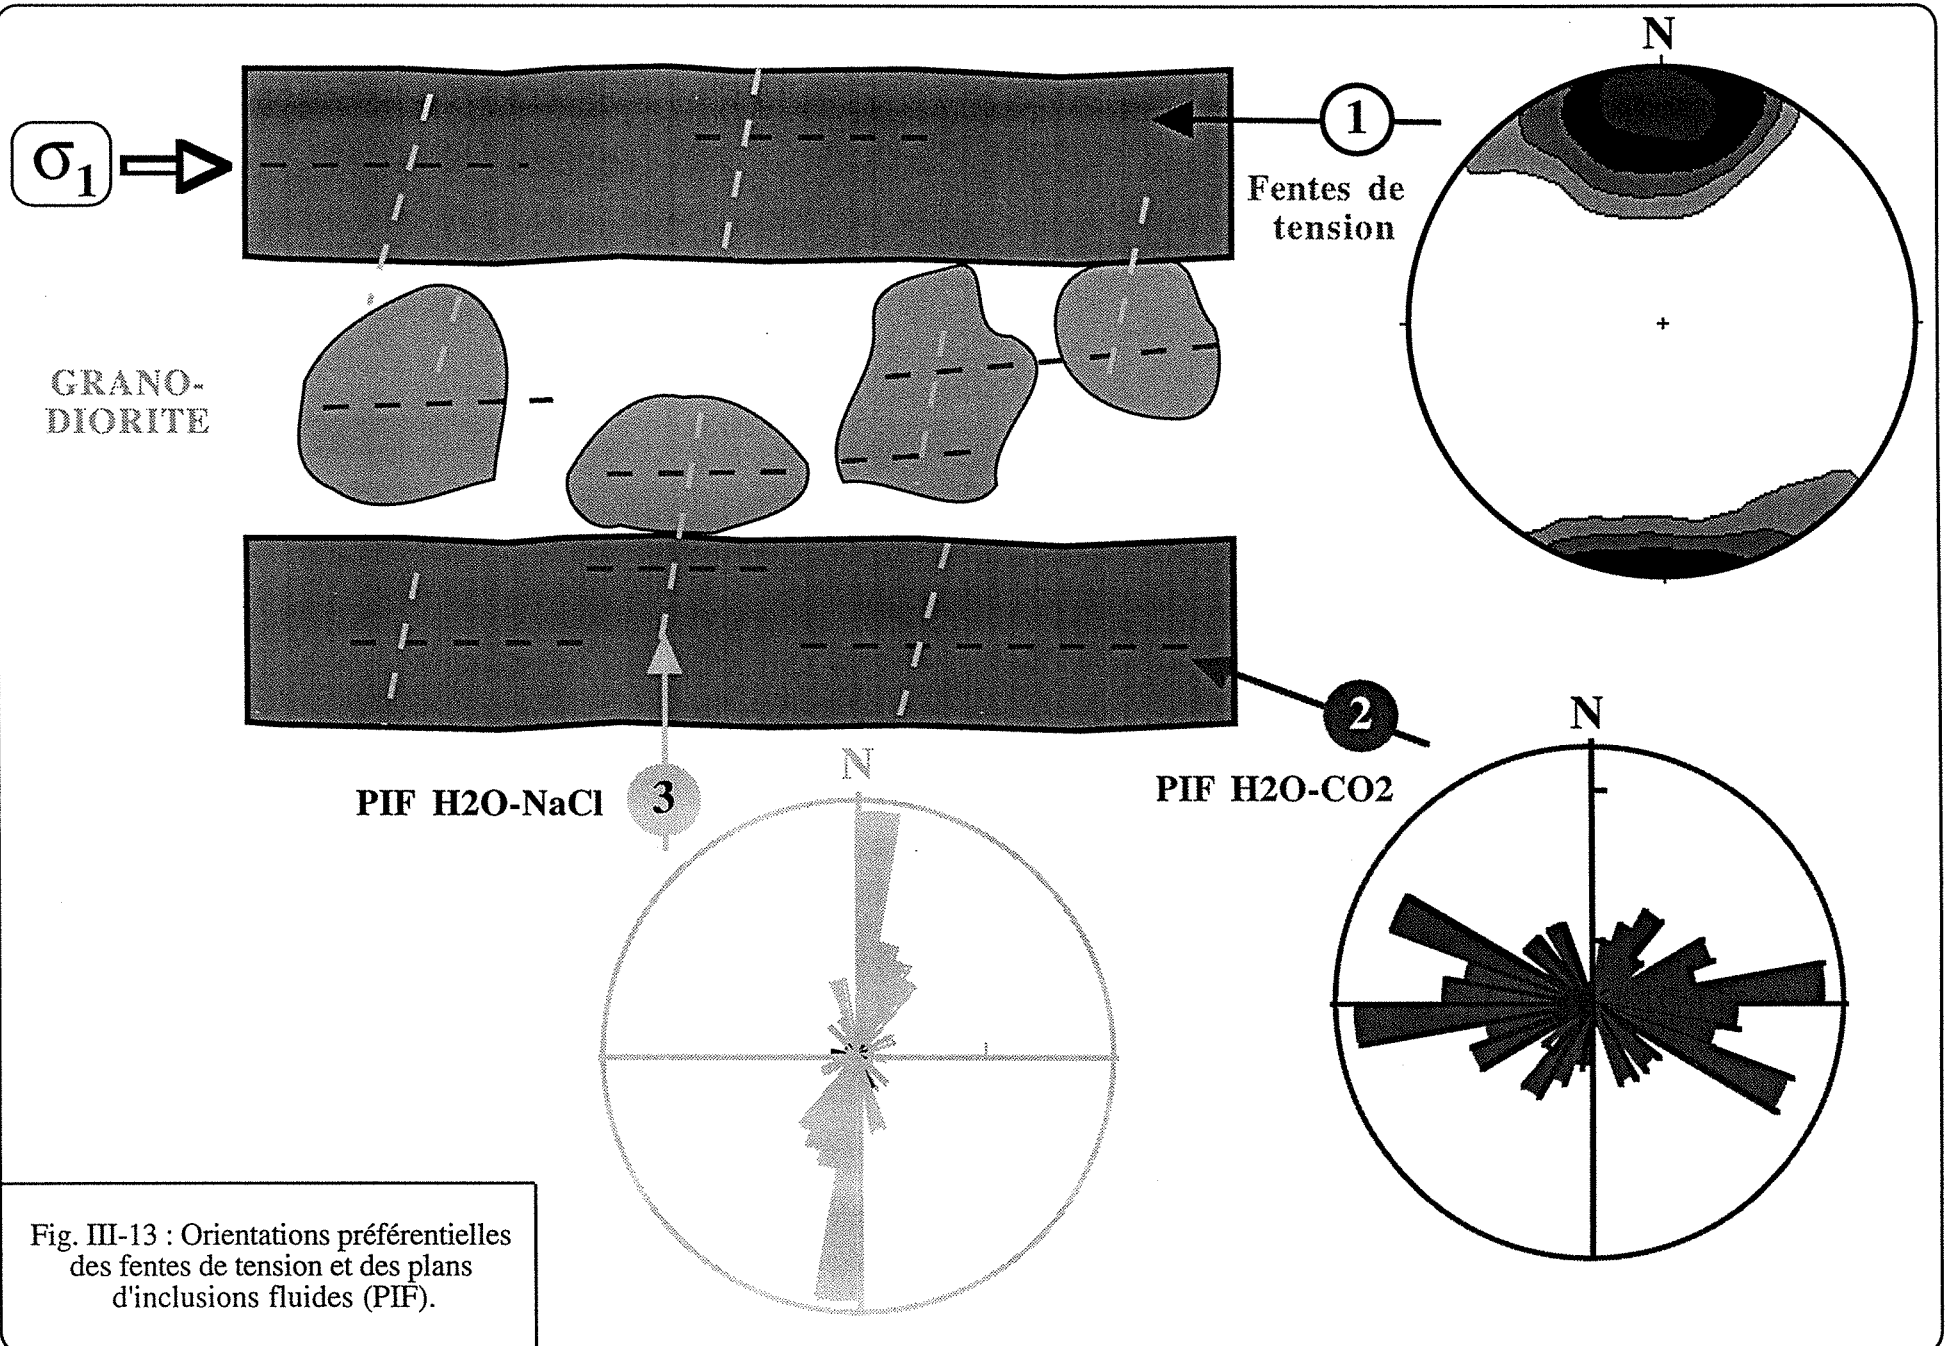 N
σ1
1
Fentes de
tension
GRANO-
DIORITE
2
N
PIF H2O-NaCl
3
N
PIF H2O-CO2
Fig. III-13 : Orientations préférentielles
des fentes de tension et des plans
d'inclusions fluides (PIF).